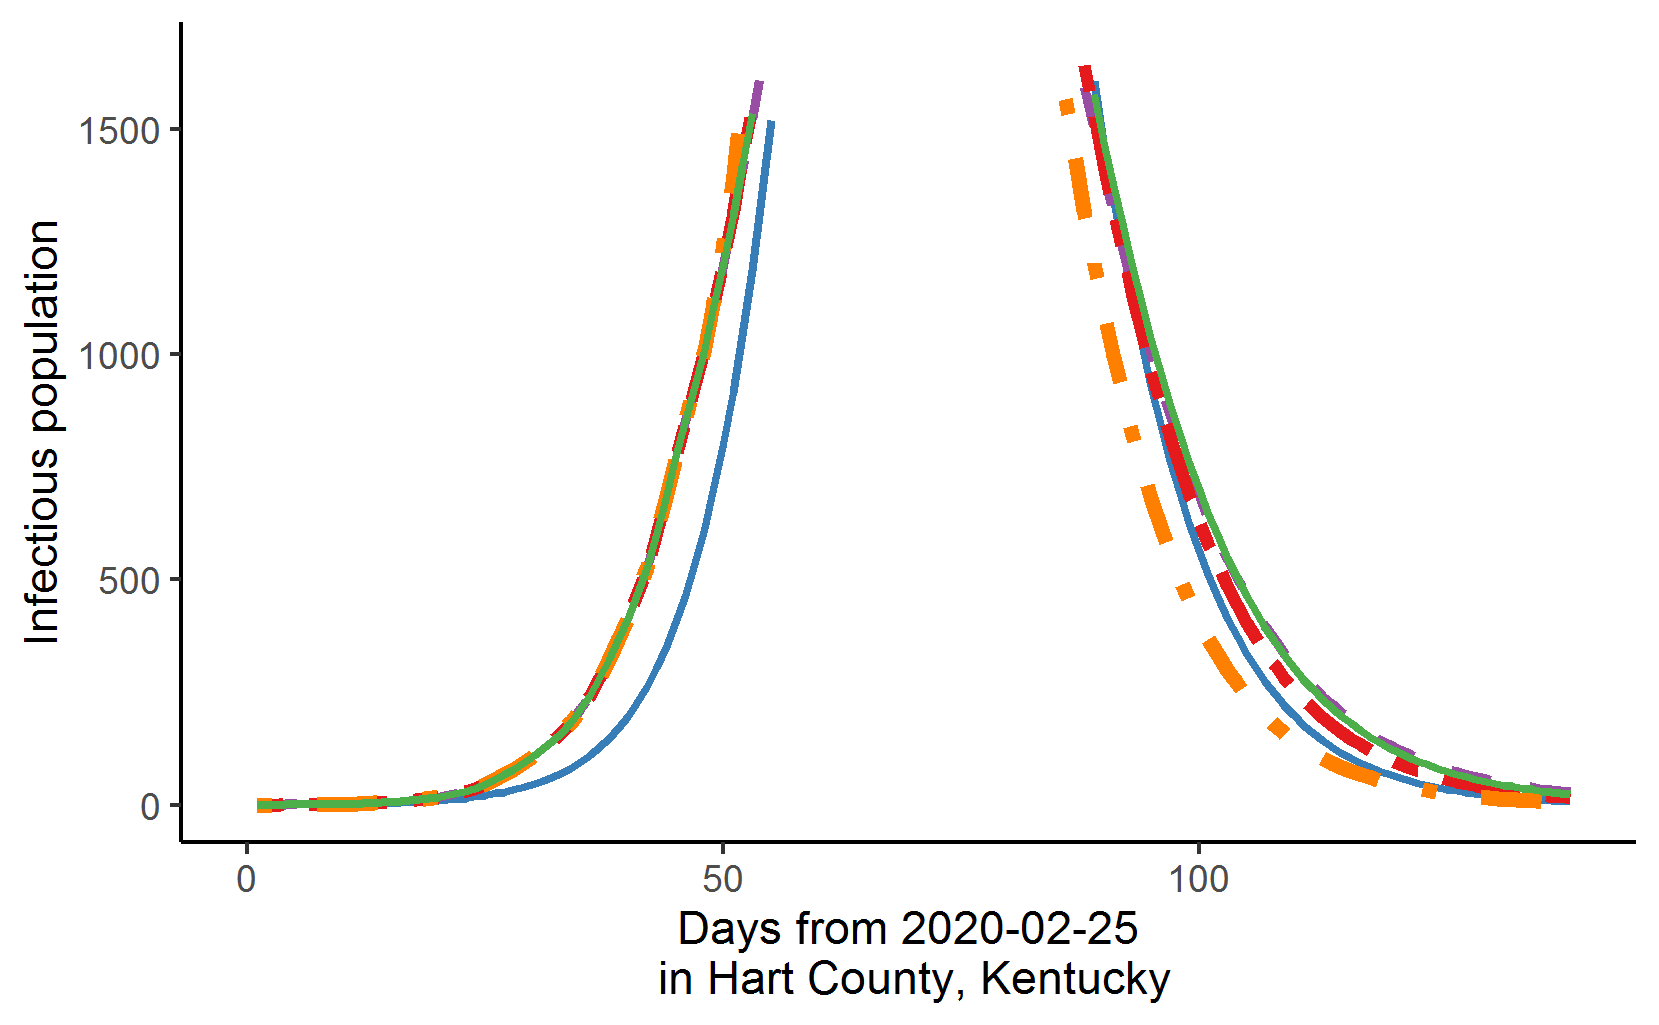 Infectious population
1500
1000
500
0
0 50 100
Days from 2020-02-25
in Hart County, Kentucky